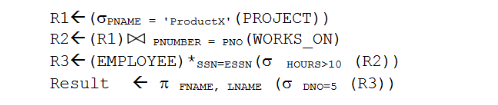 R1←(σPNAME = 'ProductX'(PROJECT))
R2←(R1)⋈ PNUMBER = PNO(WORKS_ON)
R3←(EMPLOYEE)*SSN=ESSN(σ HOURS>10 (R2))
Result ← π FNAME, LNAME (σ DNO=5 (R3))